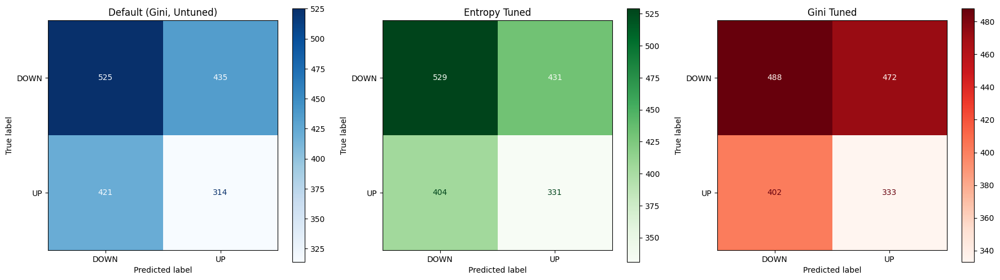 Default (Gini, Untuned)
True label
DOWN
UP
525
435
421
314
DOWN
UP
Predicted label
525
500
475
450
425
400
375
350
325
Entropy Tuned
True label
DOWN
UP
529
431
404
331
DOWN
UP
Predicted label
525
500
475
450
425
400
375
350
Gini Tuned
True label
DOWN
UP
488
472
402
333
DOWN
UP
Predicted label
480
460
440
420
400
380
360
340